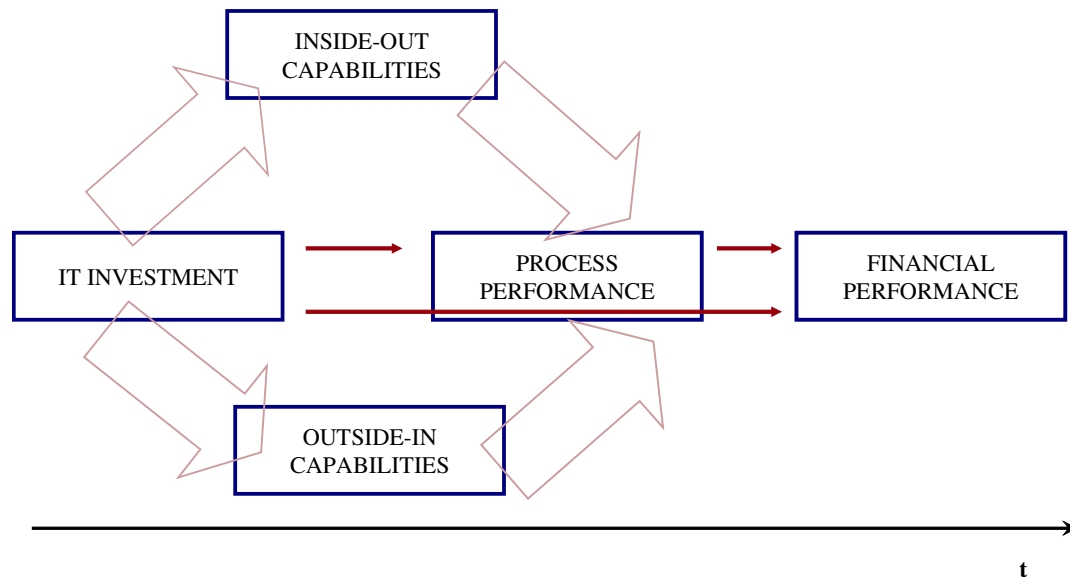 INSIDE-OUT
CAPABILITIES
IT INVESTMENT
PROCESS
PERFORMANCE
FINANCIAL
PERFORMANCE
OUTSIDE-IN
CAPABILITIES
t